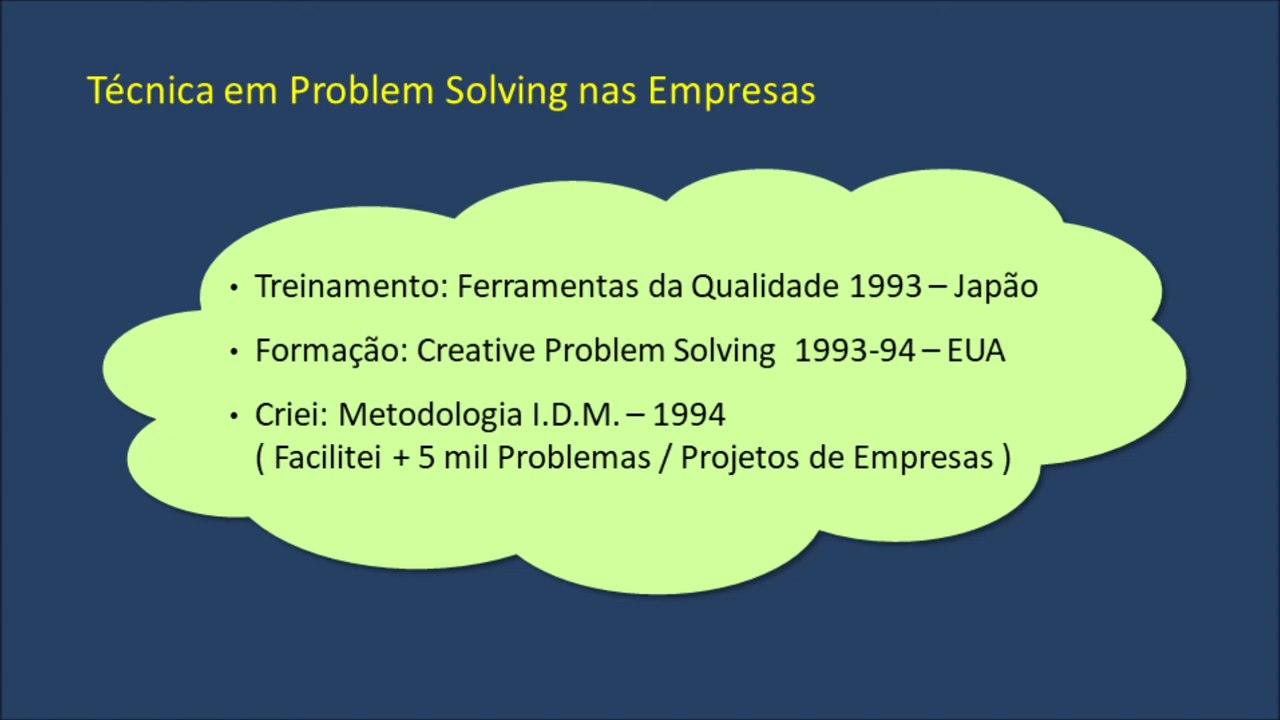 Técnica em Problem Solving nas Empresas
• Treinamento: Ferramentas da Qualidade 1993 – Japão
• Formação: Creative Problem Solving 1993-94 – EUA
• Criei: Metodologia I.D.M. – 1994
( Facilitei + 5 mil Problemas / Projetos de Empresas )